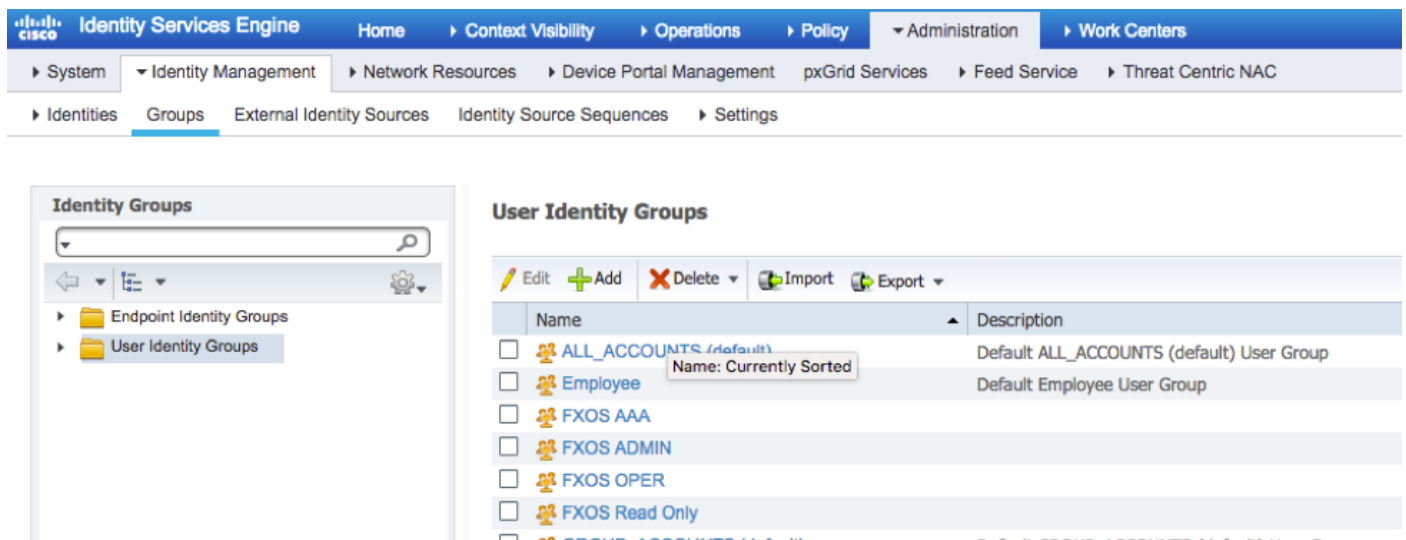 cisco Identity Services Engine Home Context Visibility Operations Policy Administration Work Centers
System Identity Management Network Resources Device Portal Management pxGrid Services Feed Service Threat Centric NAC
Identities Groups External Identity Sources Identity Source Sequences Settings
Identity Groups
Endpoint Identity Groups
User Identity Groups
User Identity Groups
Edit Add Delete Import Export
Name Description
ALL_ACCOUNTS (default) Default ALL_ACCOUNTS (default) User Group
Name: Currently Sorted
Employee Default Employee User Group
FXOS AAA
FXOS ADMIN
FXOS OPER
FXOS Read Only